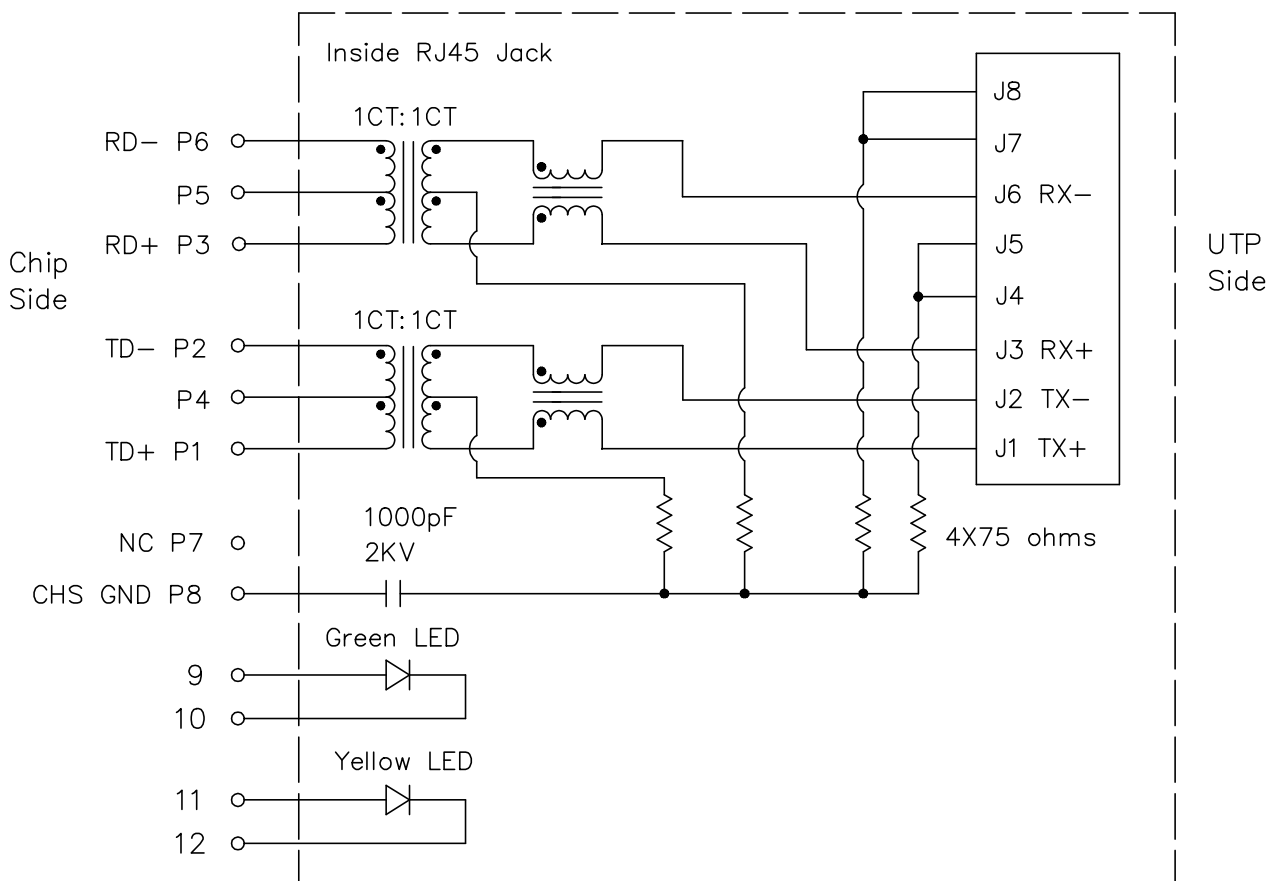 Inside RJ45 Jack
1CT:1CT
RD- P6
P5
RD+ P3
Chip
Side
1CT:1CT
TD- P2
P4
TD+ P1
1000pF
2KV
NC P7
CHS GND P8
Green LED
9
10
Yellow LED
11
12
J8
J7
J6 RX-
J5
J4
J3 RX+
J2 TX-
J1 TX+
4X75 ohms
UTP
Side